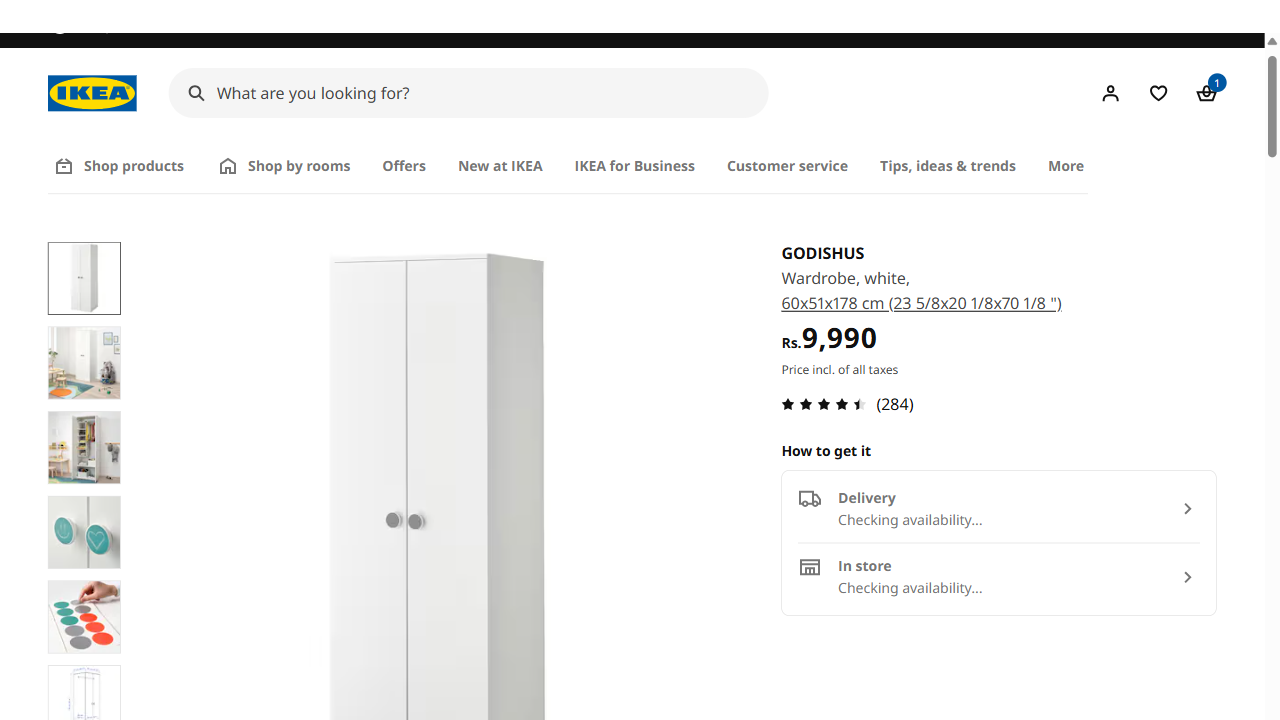 IKEA
What are you looking for?
1
Shop products
Shop by rooms
Offers
New at IKEA
IKEA for Business
Customer service
Tips, ideas & trends
More
GODISHUS
Wardrobe, white,
60x51x178 cm (23 5/8x20 1/8x70 1/8 ")
Rs.9,990
Price incl. of all taxes
(284)
How to get it
Delivery
Checking availability...
In store
Checking availability...